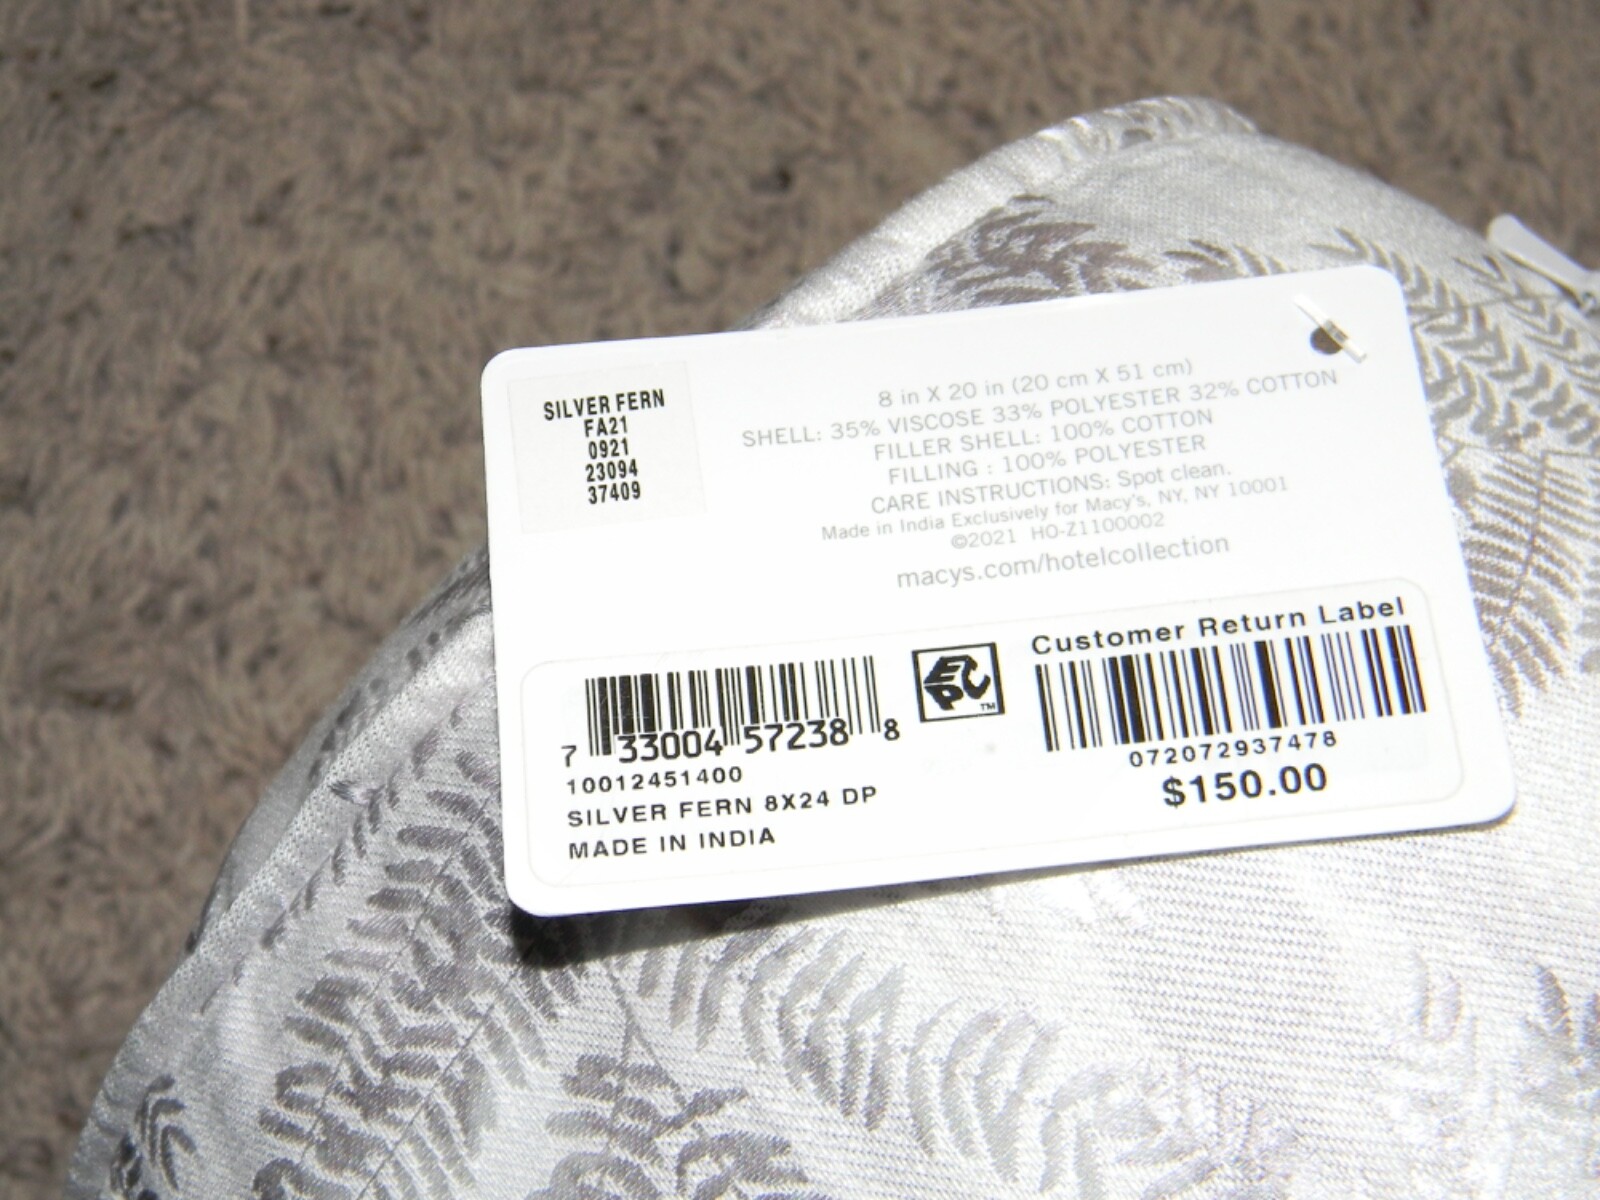 SILVER FERN
FA21
0921
23094
37409
8 in X 20 in (20 cm X 51 cm)
SHELL: 35% VISCOSE 33% POLYESTER 32% COTTON
FILLER SHELL: 100% COTTON
FILLING : 100% POLYESTER
CARE INSTRUCTIONS: Spot clean.
Made in India Exclusively for Macy's, NY, NY 10001
©2021 HO-Z1100002
macys.com/hotelcollection
7 33004 57238 8
10012451400
SILVER FERN 8X24 DP
MADE IN INDIA
EPC™
Customer Return Label
072072937478
$150.00